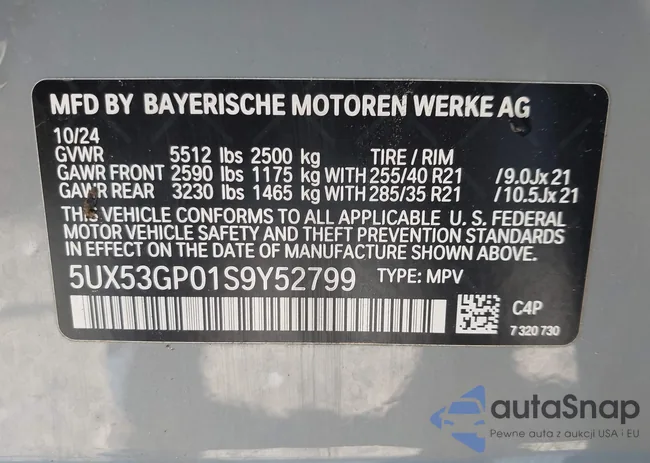 MFD BY BAYERISCHE MOTOREN WERKE AG
10/24
GVWR 5512 lbs 2500 kg TIRE / RIM
GAWR FRONT 2590 lbs 1175 kg WITH 255/40 R21 /9.0Jx21
GAWR REAR 3230 lbs 1465 kg WITH 285/35 R21 /10.5Jx21
THIS VEHICLE CONFORMS TO ALL APPLICABLE U. S. FEDERAL
MOTOR VEHICLE SAFETY AND THEFT PREVENTION STANDARDS
IN EFFECT ON THE DATE OF MANUFACTURE SHOWN ABOVE.
5UX53GP01S9Y52799 TYPE: MPV
C4P
7 320 730
autaSnap
Pewne auta z aukcji USA i EU